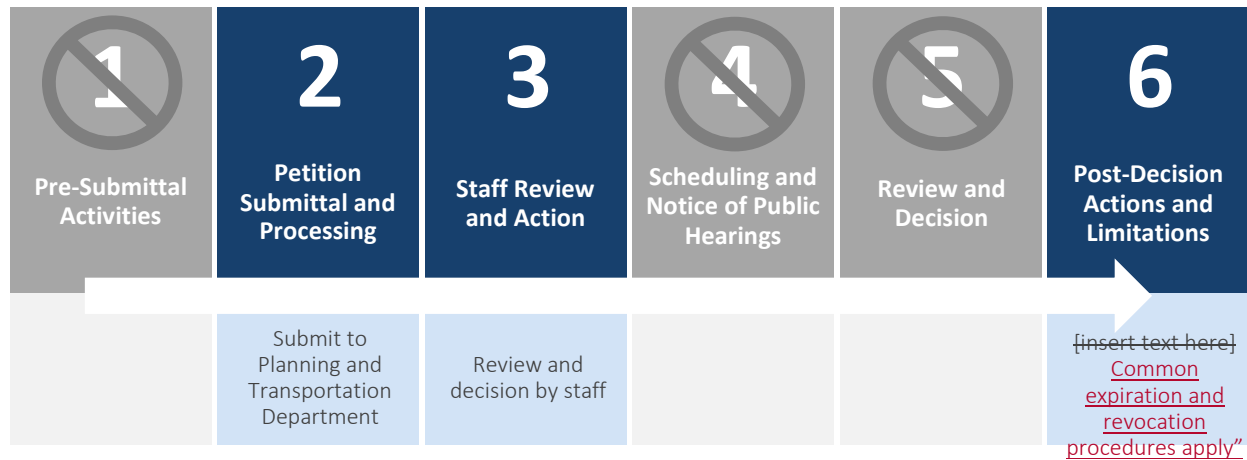 1
Pre-Submittal
Activities
2
Petition
Submittal and
Processing
Submit to
Planning and
Transportation
Department
3
Staff Review
and Action
Review and
decision by staff
4
Scheduling and
Notice of Public
Hearings
5
Review and
Decision
6
Post-Decision
Actions and
Limitations
[insert text here]
Common
expiration and
revocation
procedures apply”